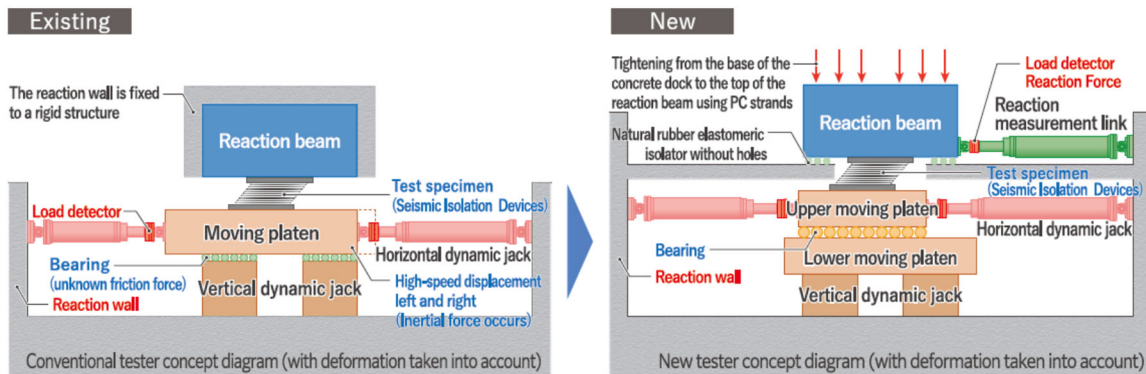 Existing
The reaction wall is fixed
to a rigid structure
Reaction beam
Test specimen
(Seismic Isolation Devices)
Load detector
Moving platen
Horizontal dynamic jack
Bearing
(unknown friction force)
Vertical dynamic jack
High-speed displacement
left and right
(Inertial force occurs)
Reaction wall
Conventional tester concept diagram (with deformation taken into account)
New
Tightening from the base of the
concrete dock to the top of the
reaction beam using PC strands
Load detector
Reaction Force
Reaction beam
Reaction
measurement link
Natural rubber elastomeric
isolator without holes
Test specimen
(Seismic Isolation Devices)
Upper moving platen
Horizontal dynamic jack
Bearing
Lower moving platen
Reaction wall
Vertical dynamic jack
New tester concept diagram (with deformation taken into account)